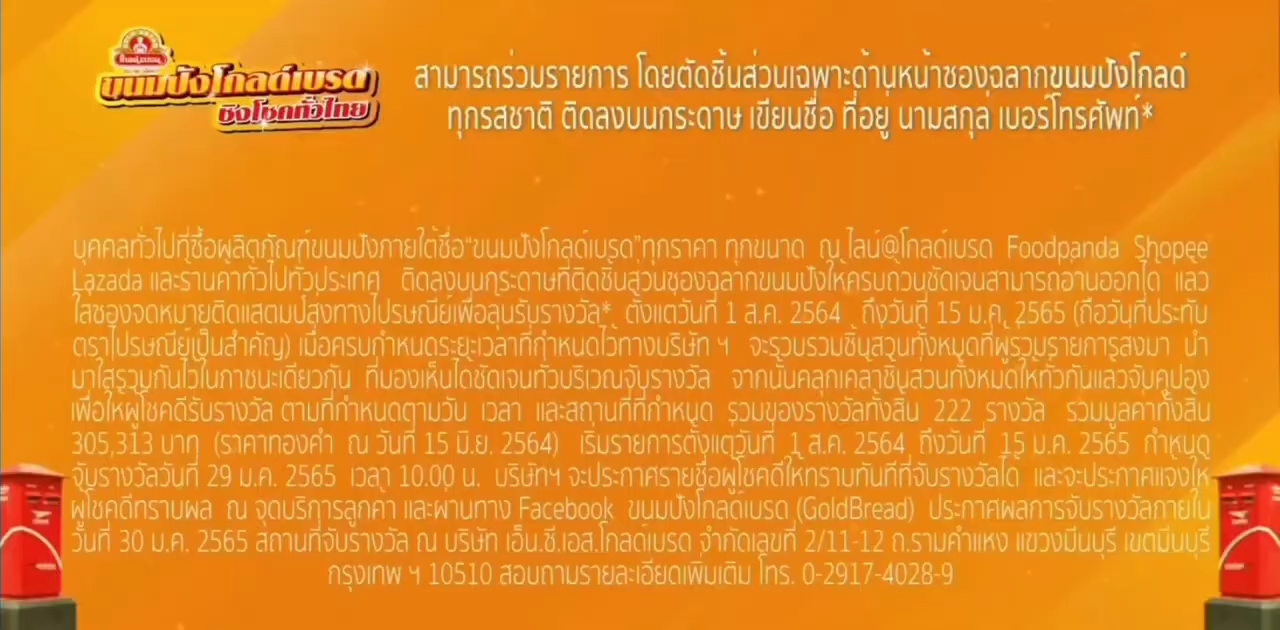 ขนมปังโกลด์เบรด
ชิงโชคทั่วไทย
สามารถร่วมรายการ โดยตัดชิ้นส่วนเฉพาะด้านหน้าซองฉลากขนมปังโกลด์
ทุกรสชาติ ติดลงบนกระดาษ เขียนชื่อ ที่อยู่ นามสกุล เบอร์โทรศัพท์*
บุคคลทั่วไปที่ซื้อผลิตภัณฑ์ขนมปังภายใต้ชื่อ“ขนมปังโกลด์เบรด”ทุกราคา ทุกขนาด ณ ไลน์@โกลด์เบรด Foodpanda Shopee
Lazada และร้านค้าทั่วไปทั่วประเทศ ติดลงบนกระดาษที่ติดชิ้นส่วนซองฉลากขนมปังให้ครบถ้วนชัดเจนสามารถอ่านออกได้ แล้ว
ใส่ซองจดหมายติดแสตมป์ส่งทางไปรษณีย์เพื่อลุ้นรับรางวัล* ตั้งแต่วันที่ 1 ส.ค. 2564 ถึงวันที่ 15 ม.ค. 2565 (ถือวันที่ประทับ
ตราไปรษณีย์เป็นสำคัญ) เมื่อครบกำหนดระยะเวลาที่กำหนดไว้ทางบริษัท ฯ จะรวบรวมชิ้นส่วนทั้งหมดที่ผู้ร่วมรายการส่งมา นำ
มาใส่รวมกันไว้ในภาชนะเดียวกัน ที่มองเห็นได้ชัดเจนทั่วบริเวณจับรางวัล จากนั้นคลุกเคล้าชิ้นส่วนทั้งหมดให้ทั่วกันแล้วจับคูปอง
เพื่อให้ผู้โชคดีรับรางวัล ตามที่กำหนดตามวัน เวลา และสถานที่ที่กำหนด รวมของรางวัลทั้งสิ้น 222 รางวัล รวมมูลค่าทั้งสิ้น
305,313 บาท (ราคาทองคำ ณ วันที่ 15 มิ.ย. 2564) เริ่มรายการตั้งแต่วันที่ 1 ส.ค. 2564 ถึงวันที่ 15 ม.ค. 2565 กำหนด
จับรางวัลวันที่ 29 ม.ค. 2565 เวลา 10.00 น. บริษัทฯ จะประกาศรายชื่อผู้โชคดีให้ทราบทันทีที่จับรางวัลได้ และจะประกาศแจ้งให้
ผู้โชคดีทราบผล ณ จุดบริการลูกค้า และผ่านทาง Facebook ขนมปังโกลด์เบรด (GoldBread) ประกาศผลการจับรางวัลภายใน
วันที่ 30 ม.ค. 2565 สถานที่จับรางวัล ณ บริษัท เอ็น.ซี.เอส.โกลด์เบรด จำกัดเลขที่ 2/11-12 ถ.รามคำแหง แขวงมีนบุรี เขตมีนบุรี
กรุงเทพ ฯ 10510 สอบถามรายละเอียดเพิ่มเติม โทร. 0-2917-4028-9